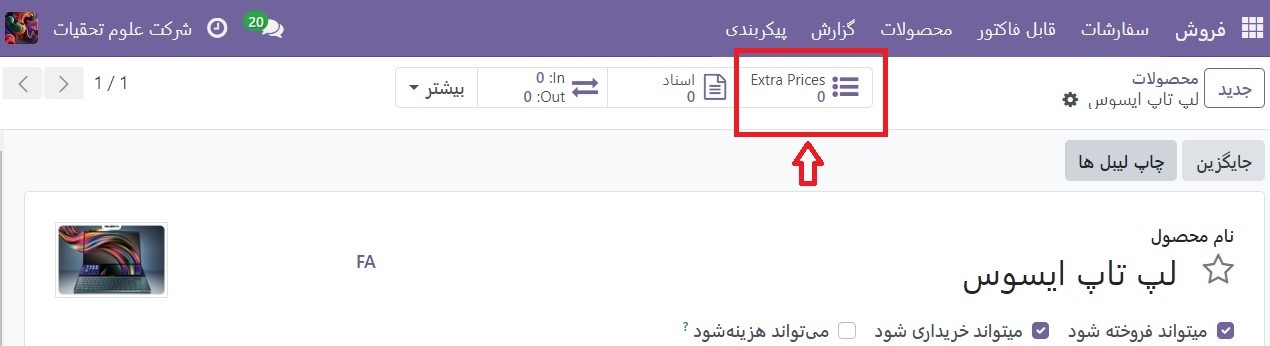 فروش سفارشات قابل فاکتور محصولات گزارش پیکربندی 20 شرکت علوم تحقیات
جدید
محصولات
لپ تاپ ایسوس
Extra Prices
0
اسناد
0
In: 0
Out: 0
بیشتر
1 / 1
جایگزین چاپ لیبل ها
نام محصول
لپ تاپ ایسوس
FA
میتواند فروخته شود میتواند خریداری شود می‌تواند هزینه‌شود ?